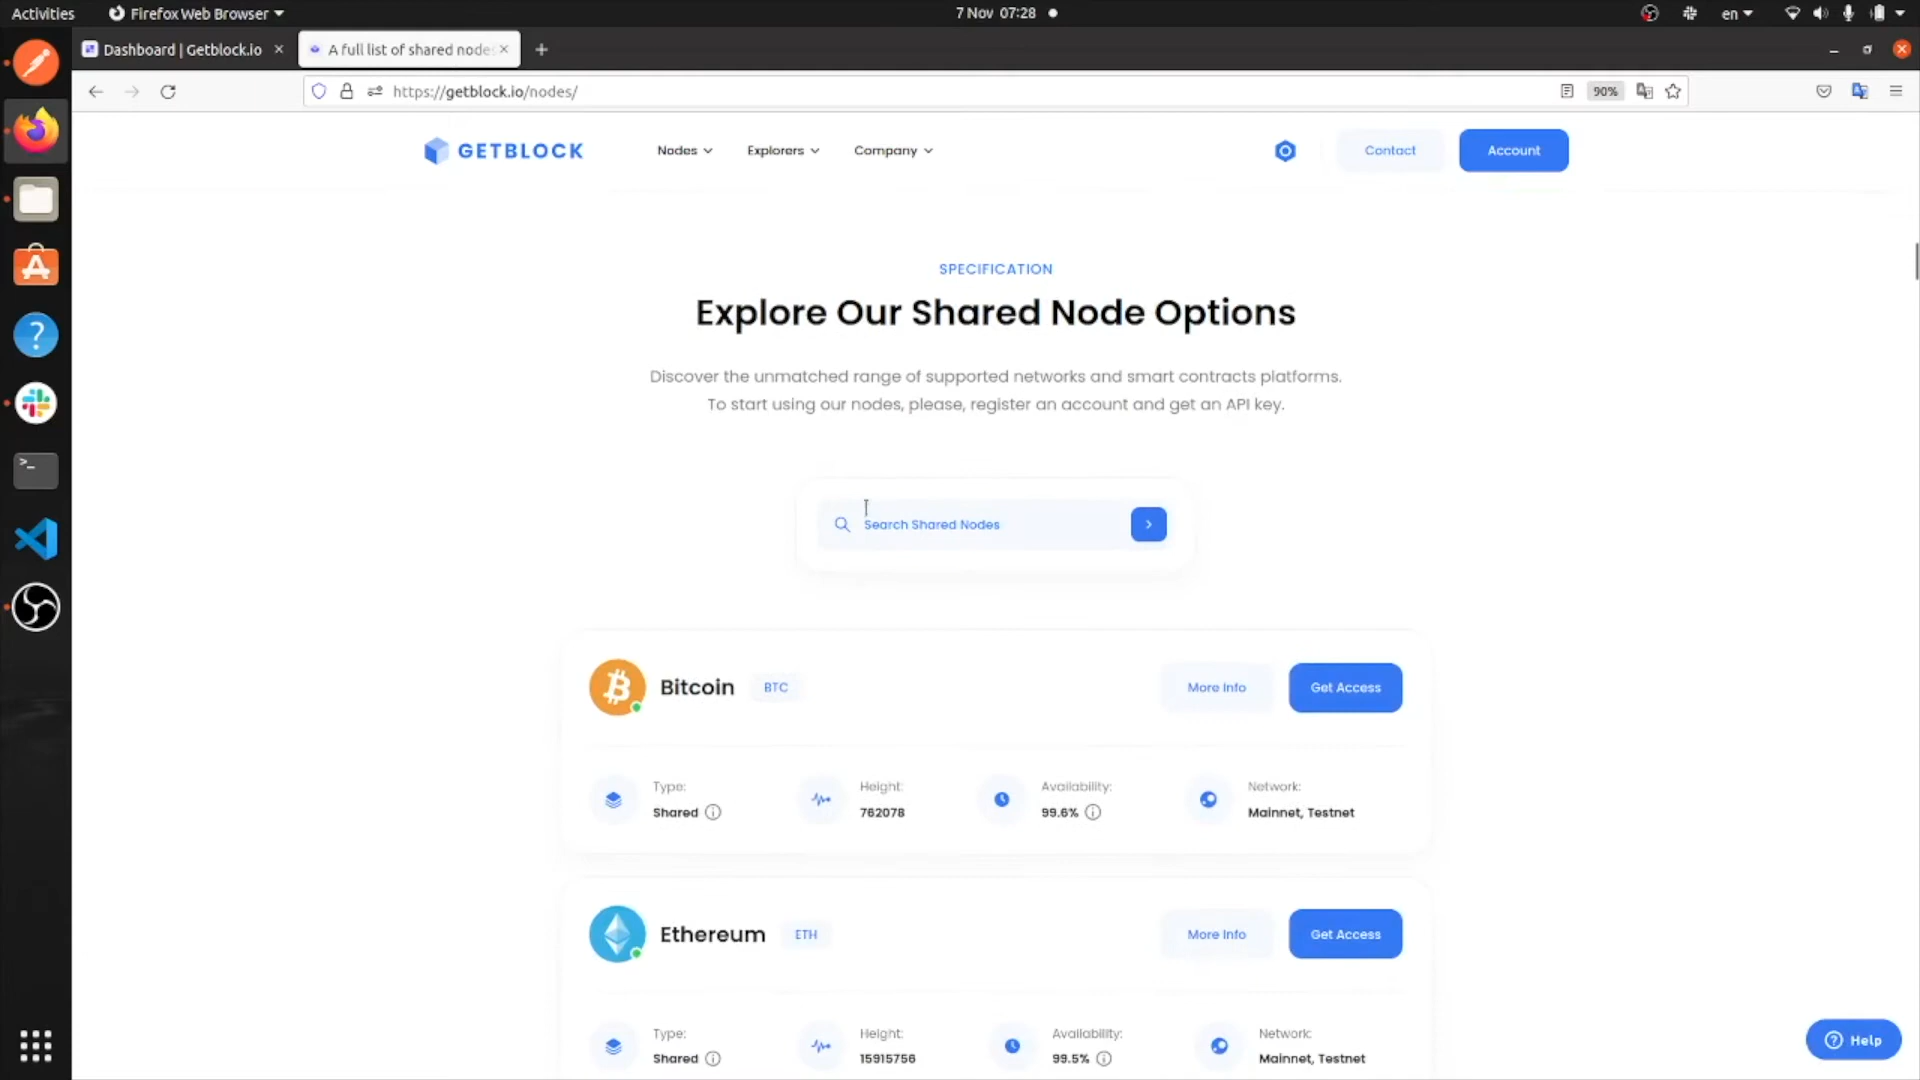 Activities
Firefox Web Browser
7 Nov 07:28
en
Dashboard | Getblock.io
A full list of shared node
https://getblock.io/nodes/
90%
GETBLOCK
Nodes
Explorers
Company
Contact
Account
SPECIFICATION
Explore Our Shared Node Options
Discover the unmatched range of supported networks and smart contracts platforms.
To start using our nodes, please, register an account and get an API key.
Search Shared Nodes
Bitcoin
BTC
More Info
Get Access
Type:
Shared
Height:
762078
Availability:
99.6%
Network:
Mainnet, Testnet
Ethereum
ETH
More Info
Get Access
Type:
Shared
Height:
15915756
Availability:
99.5%
Network:
Mainnet, Testnet
Help